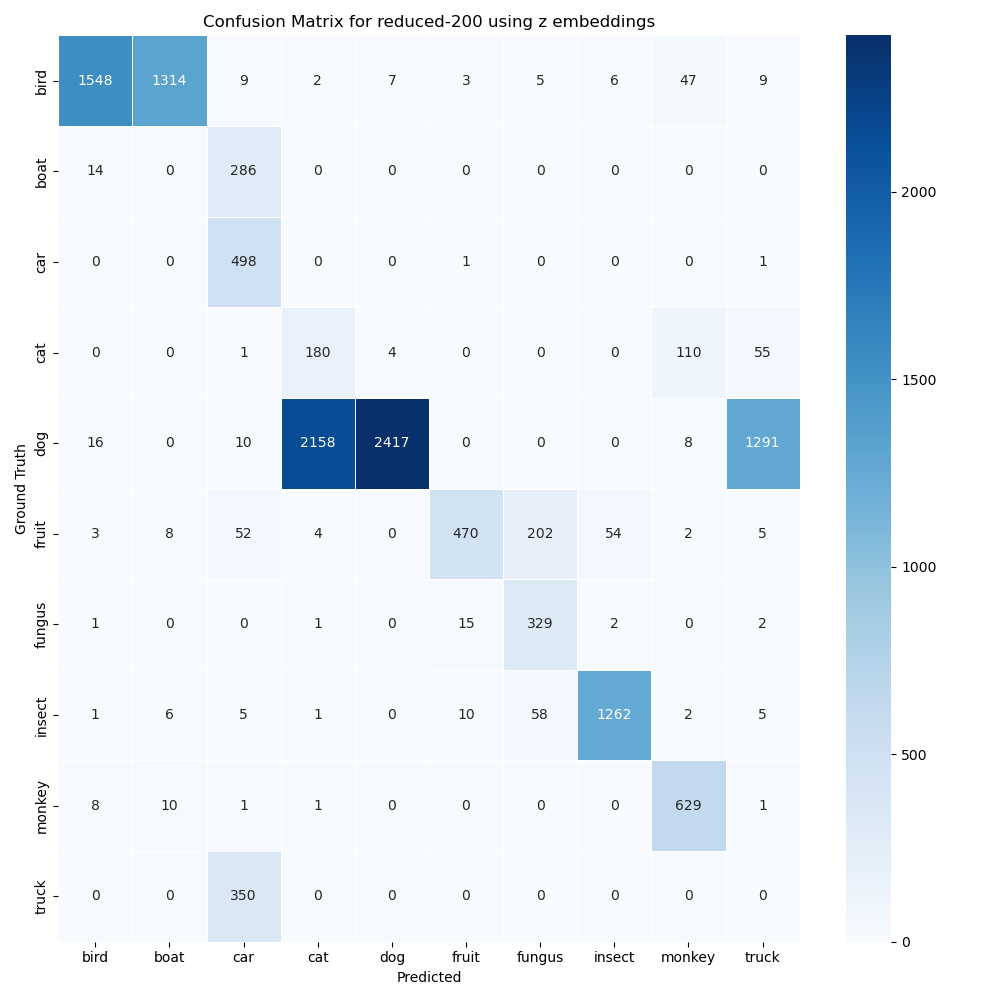 Confusion Matrix for reduced-200 using z embeddings
bird 1548 1314 9 2 7 3 5 6 47 9
boat 14 0 286 0 0 0 0 0 0 0
car 0 0 498 0 0 1 0 0 0 1
cat 0 0 1 180 4 0 0 0 110 55
dog 16 0 10 2158 2417 0 0 0 8 1291
fruit 3 8 52 4 0 470 202 54 2 5
fungus 1 0 0 1 0 15 329 2 0 2
insect 1 6 5 1 0 10 58 1262 2 5
monkey 8 10 1 1 0 0 0 0 629 1
truck 0 0 350 0 0 0 0 0 0 0
bird boat car cat dog fruit fungus insect monkey truck
Predicted
Ground Truth
2000
1500
1000
500
0